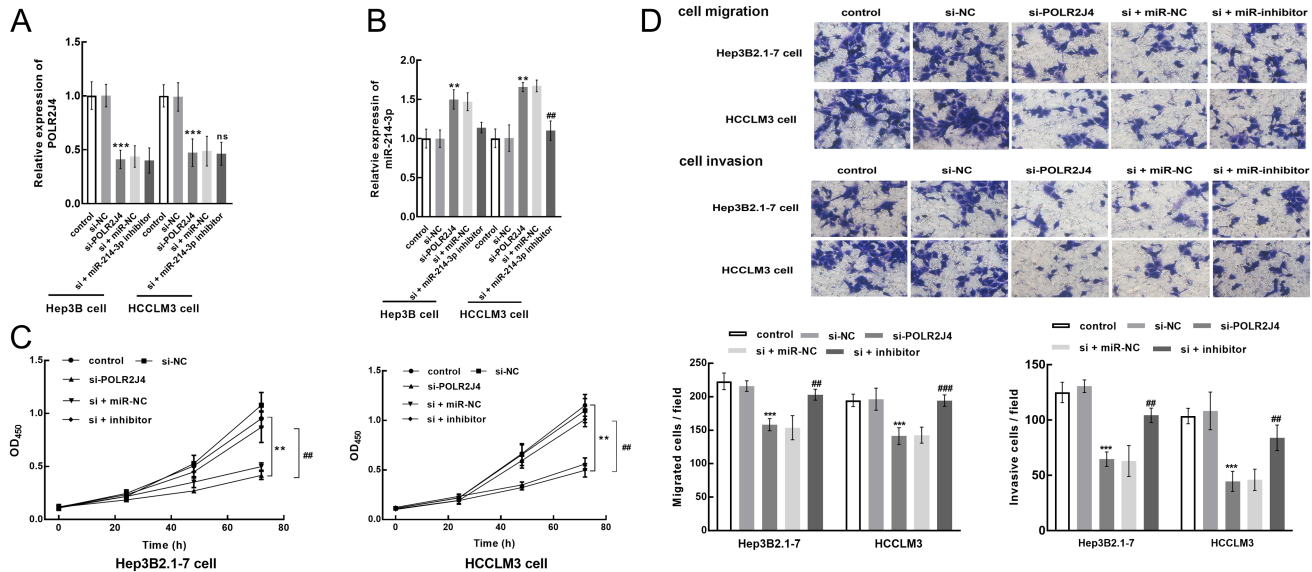 A
Relative expression of
POLR2J4
1.5
1.0
0.5
0.0
***
***
ns
control
si-NC
si-POLR2J4
si + miR-NC
si + miR-214-3p inhibitor
control
si-NC
si-POLR2J4
si + miR-NC
si + miR-214-3p inhibitor
Hep3B cell
HCCLM3 cell
B
Relatvie expressin of
miR-214-3p
2.0
1.5
1.0
0.5
0.0
**
**
##
control
si-NC
si-POLR2J4
si + miR-NC
si + miR-214-3p inhibitor
control
si-NC
si-POLR2J4
si + miR-NC
si + miR-214-3p inhibitor
Hep3B cell
HCCLM3 cell
C
OD450
1.5
1.0
0.5
0.0
control
si-NC
si-POLR2J4
si + miR-NC
si + inhibitor
**
##
0 20 40 60 80
Time (h)
Hep3B2.1-7 cell
OD450
1.5
1.0
0.5
0.0
control
si-NC
si-POLR2J4
si + miR-NC
si + inhibitor
**
##
0 20 40 60 80
Time (h)
HCCLM3 cell
D
cell migration
control si-NC si-POLR2J4 si + miR-NC si + miR-inhibitor
Hep3B2.1-7 cell
HCCLM3 cell
cell invasion
control si-NC si-POLR2J4 si + miR-NC si + miR-inhibitor
Hep3B2.1-7 cell
HCCLM3 cell
control si-NC si-POLR2J4
si + miR-NC si + inhibitor
Migrated cells / field
250
200
150
100
50
0
***
##
***
###
Hep3B2.1-7 HCCLM3
control si-NC si-POLR2J4
si + miR-NC si + inhibitor
Invasive cells / field
150
100
50
0
***
##
***
##
Hep3B2.1-7 HCCLM3